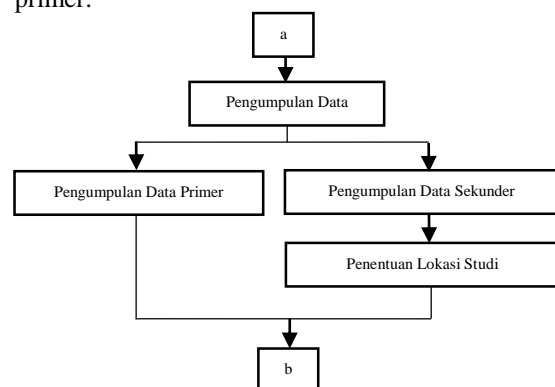 primer.
a
Pengumpulan Data
Pengumpulan Data Primer
Pengumpulan Data Sekunder
Penentuan Lokasi Studi
b